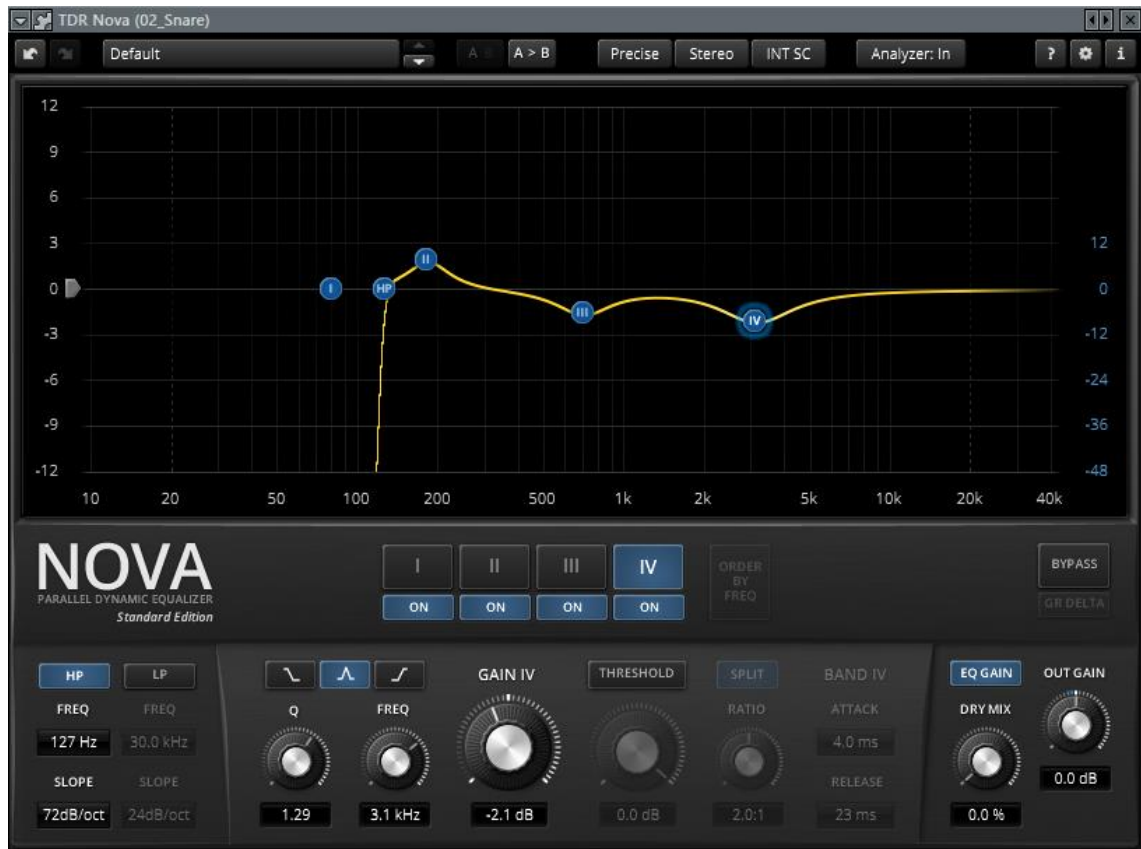 TDR Nova (02_Snare)
Default
A > B
Precise
Stereo
INT SC
Analyzer: In
?
i
12
9
6
3
0
-3
-6
-9
-12
12
0
-12
-24
-36
-48
I
HP
II
III
IV
10 20 50 100 200 500 1k 2k 5k 10k 20k 40k
NOVA
PARALLEL DYNAMIC EQUALIZER
Standard Edition
I II III IV
ON ON ON ON
ORDER
BY
FREQ
BYPASS
GR DELTA
HP LP
FREQ FREQ
127 Hz 30.0 kHz
SLOPE SLOPE
72dB/oct 24dB/oct
Q
1.29
FREQ
3.1 kHz
GAIN IV
-2.1 dB
THRESHOLD
0.0 dB
SPLIT
RATIO
2.0:1
BAND IV
ATTACK
4.0 ms
RELEASE
23 ms
EQ GAIN
DRY MIX
0.0 %
OUT GAIN
0.0 dB